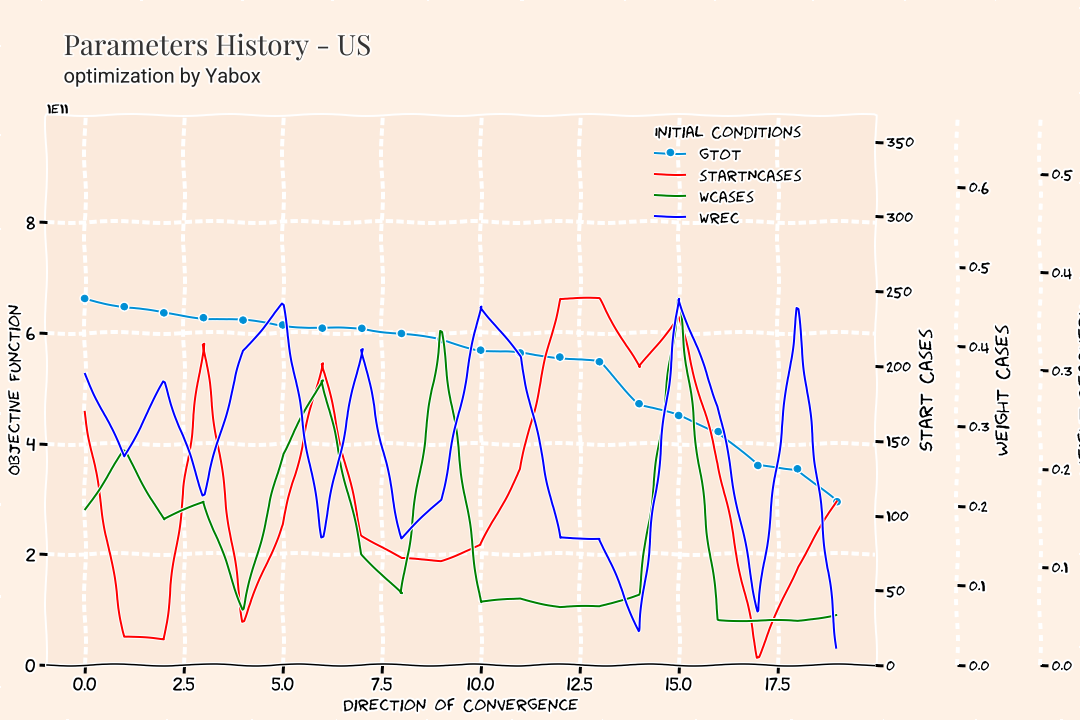 Parameters History - US
optimization by Yabox
1E11
INITIAL CONDITIONS
GTOT
STARTNCASES
WCASES
WREC
OBJECTIVE FUNCTION
8
6
4
2
0
0.0 2.5 5.0 7.5 10.0 12.5 15.0 17.5
DIRECTION OF CONVERGENCE
350
300
250
200
150
100
50
0
START CASES
0.6
0.5
0.4
0.3
0.2
0.1
0.0
WEIGHT CASES
0.5
0.4
0.3
0.2
0.1
0.0